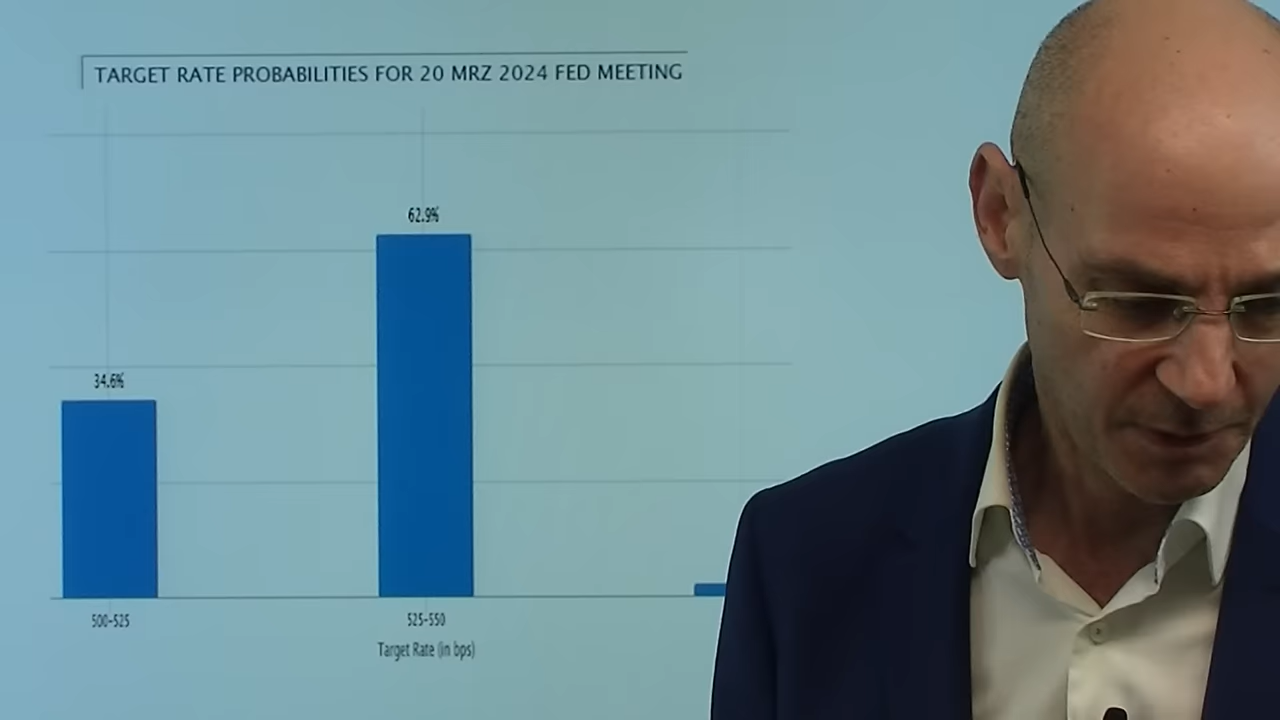 TARGET RATE PROBABILITIES FOR 20 MRZ 2024 FED MEETING
62.9%
34.6%
500-525
525-550
Target Rate (in bps)